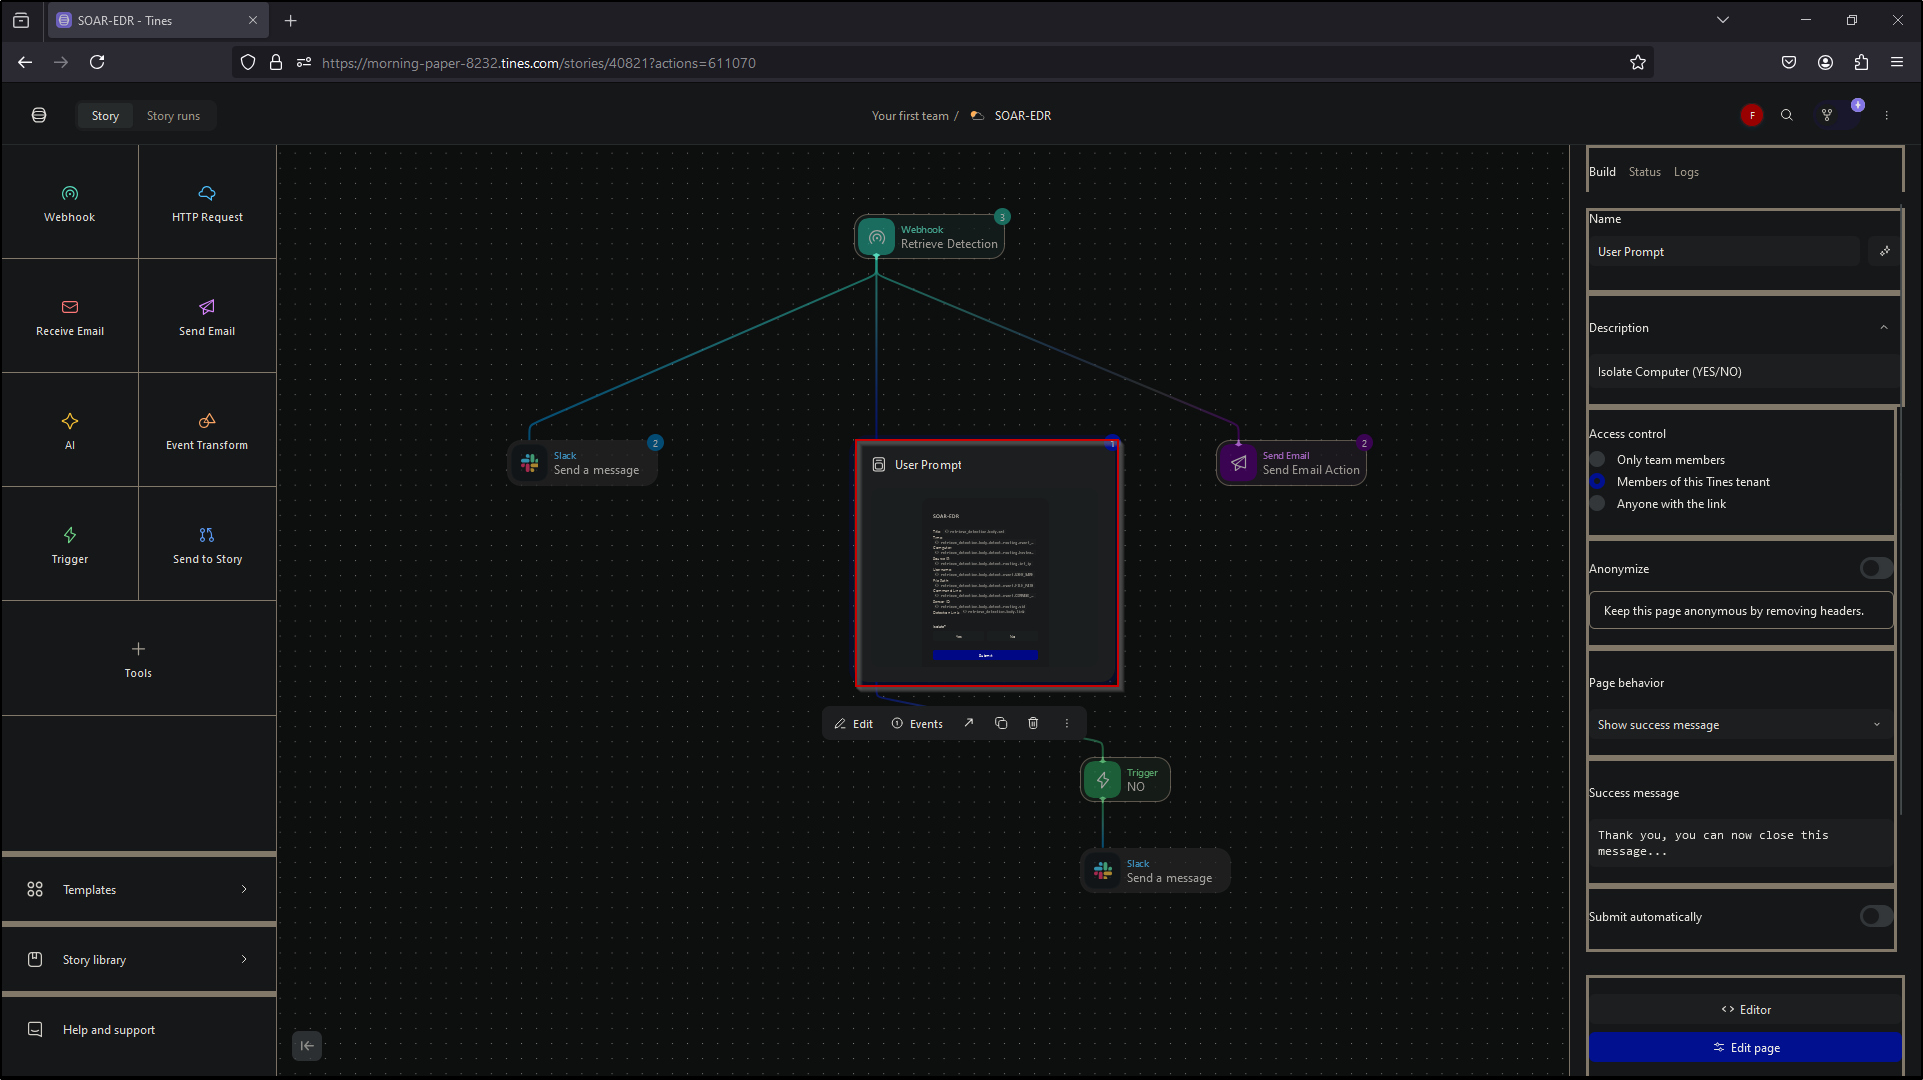 SOAR-EDR - Tines
https://morning-paper-8232.tines.com/stories/40821?actions=611070
Story
Story runs
Your first team /
SOAR-EDR
F
Webhook
HTTP Request
Receive Email
Send Email
AI
Event Transform
Trigger
Send to Story
Tools
Templates
Story library
Help and support
Webhook
Retrieve Detection
3
Slack
Send a message
2
User Prompt
1
SOAR-EDR
Yes
No
Submit
Send Email
Send Email Action
2
Edit
Events
Trigger
NO
Slack
Send a message
Build
Status
Logs
Name
User Prompt
Description
Isolate Computer (YES/NO)
Access control
Only team members
Members of this Tines tenant
Anyone with the link
Anonymize
Keep this page anonymous by removing headers.
Page behavior
Show success message
Success message
Thank you, you can now close this
message...
Submit automatically
Editor
Edit page